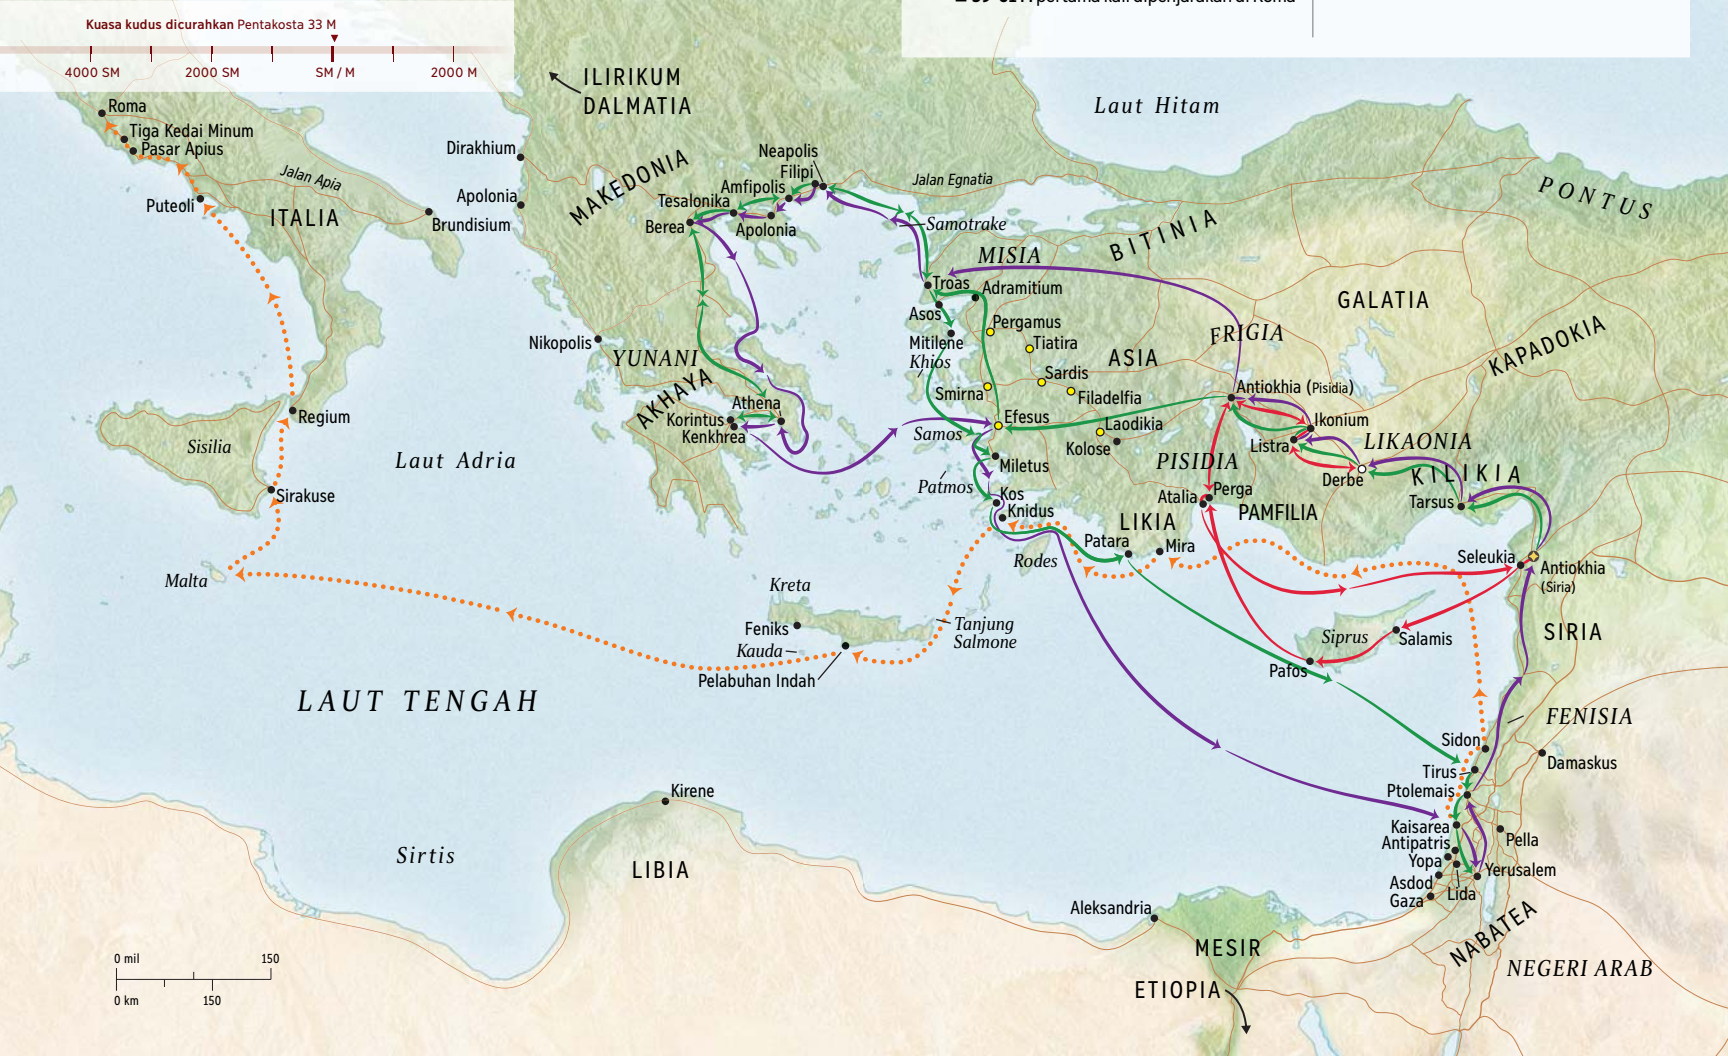 Kuasa kudus dicurahkan Pentakosta 33 M
4000 SM
2000 SM
SM / M
2000 M
pertama kali dipenjarakan di Roma
ILIRIKUM
DALMATIA
Laut Hitam
Roma
Tiga Kedai Minum
Pasar Apius
Jalan Apia
Puteoli
ITALIA
Brundisium
Dirakhium
Apolonia
MAKEDONIA
Neapolis
Filipi
Amfipolis
Tesalonika
Berea
Apolonia
Jalan Egnatia
Samotrake
PONTUS
BITINIA
MISIA
Troas
Adramitium
Asos
Pergamus
Mitilene
Tiatira
Khios
ASIA
FRIGIA
GALATIA
KAPADOKIA
Nikopolis
YUNANI
AKHAYA
Athena
Korintus
Kenkhrea
Sardis
Smirna
Filadelfia
Efesus
Laodikia
Samos
Kolose
Antiokhia (Pisidia)
Ikonium
Listra
LIKAONIA
Derbe
KILIKIA
Tarsus
Regium
Sisilia
Laut Adria
Sirakuse
Miletus
Patmos
PISIDIA
Perga
Atalia
Kos
Knidus
LIKIA
PAMFILIA
Patara
Mira
Rodes
Seleukia
Antiokhia
(Siria)
Malta
Kreta
Feniks
Kauda
Tanjung
Salmone
Pelabuhan Indah
Siprus
Salamis
Pafos
SIRIA
LAUT TENGAH
FENISIA
Sidon
Damaskus
Tirus
Ptolemais
Kirene
Kaisarea
Antipatris
Pella
Yopa
Yerusalem
Asdod
Lida
Gaza
Sirtis
LIBIA
Aleksandria
NABATEA
MESIR
NEGERI ARAB
ETIOPIA
0 mil
150
0 km
150